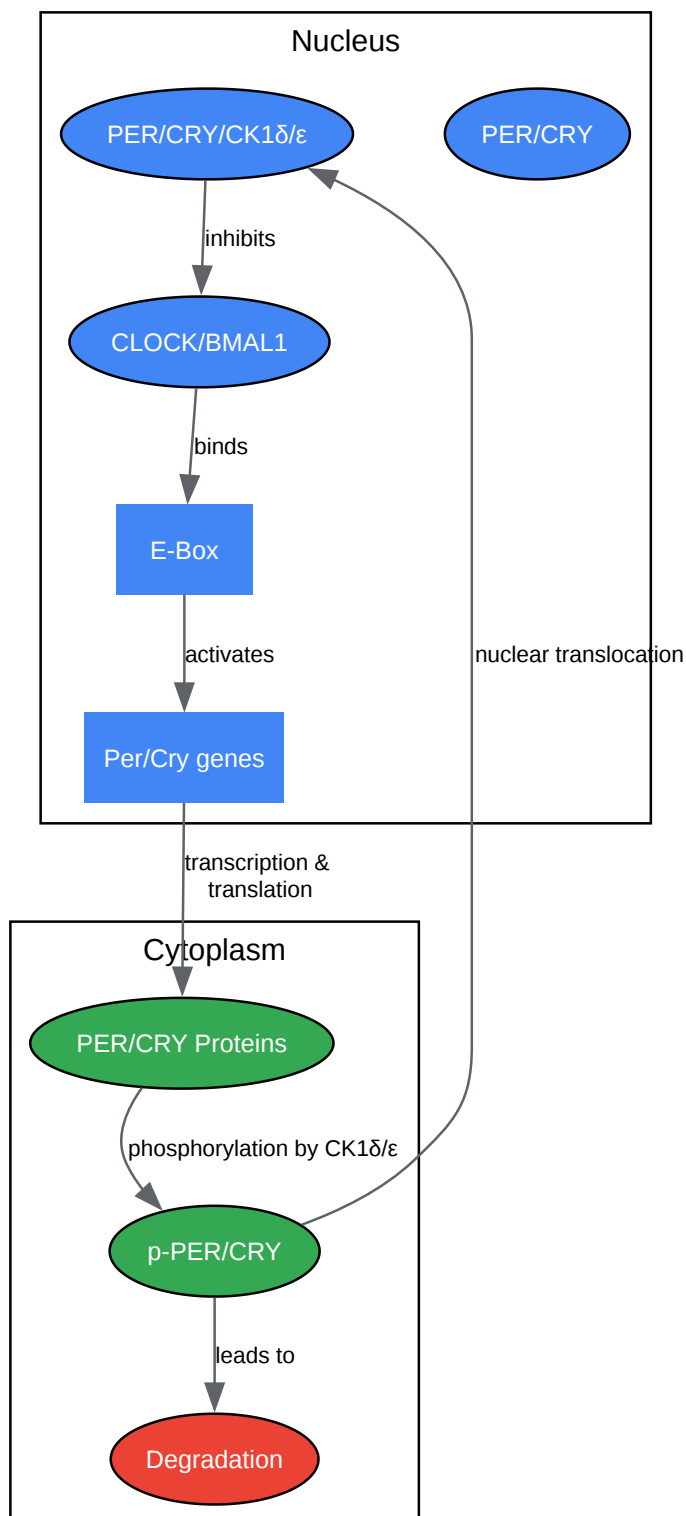 Nucleus
PER/CRY/CK1δ/ε
PER/CRY
inhibits
CLOCK/BMAL1
binds
E-Box
activates
nuclear translocation
Per/Cry genes
transcription &
translation
Cytoplasm
PER/CRY Proteins
phosphorylation by CK1δ/ε
p-PER/CRY
leads to
Degradation